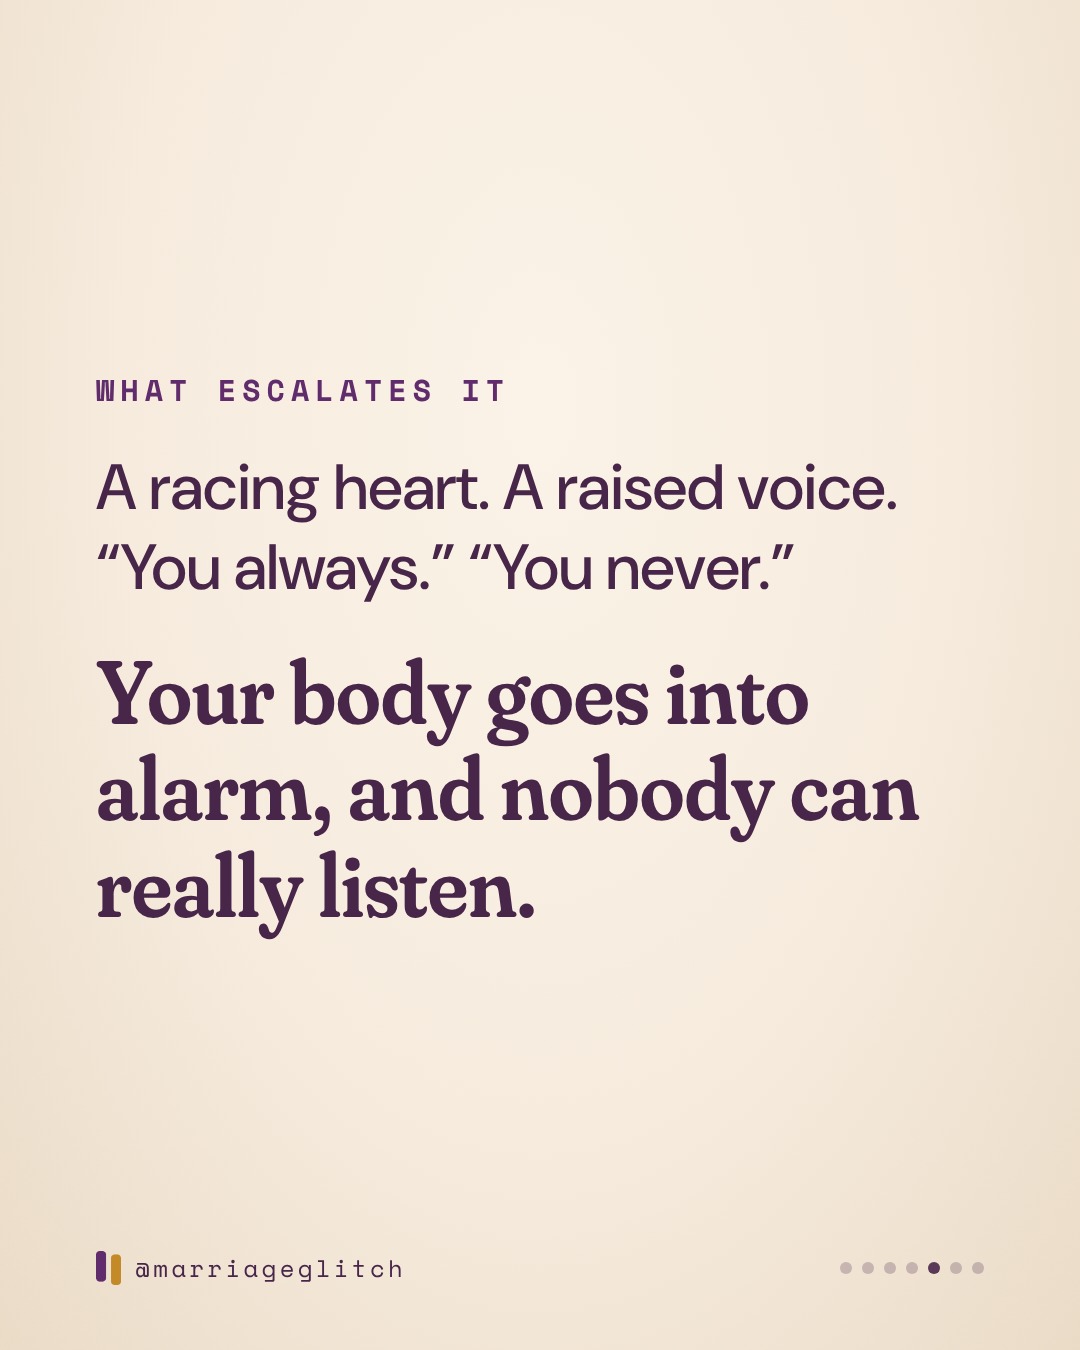 WHAT ESCALATES IT
A racing heart. A raised voice.
“You always.” “You never.”
Your body goes into
alarm, and nobody can
really listen.
@marriageglitch